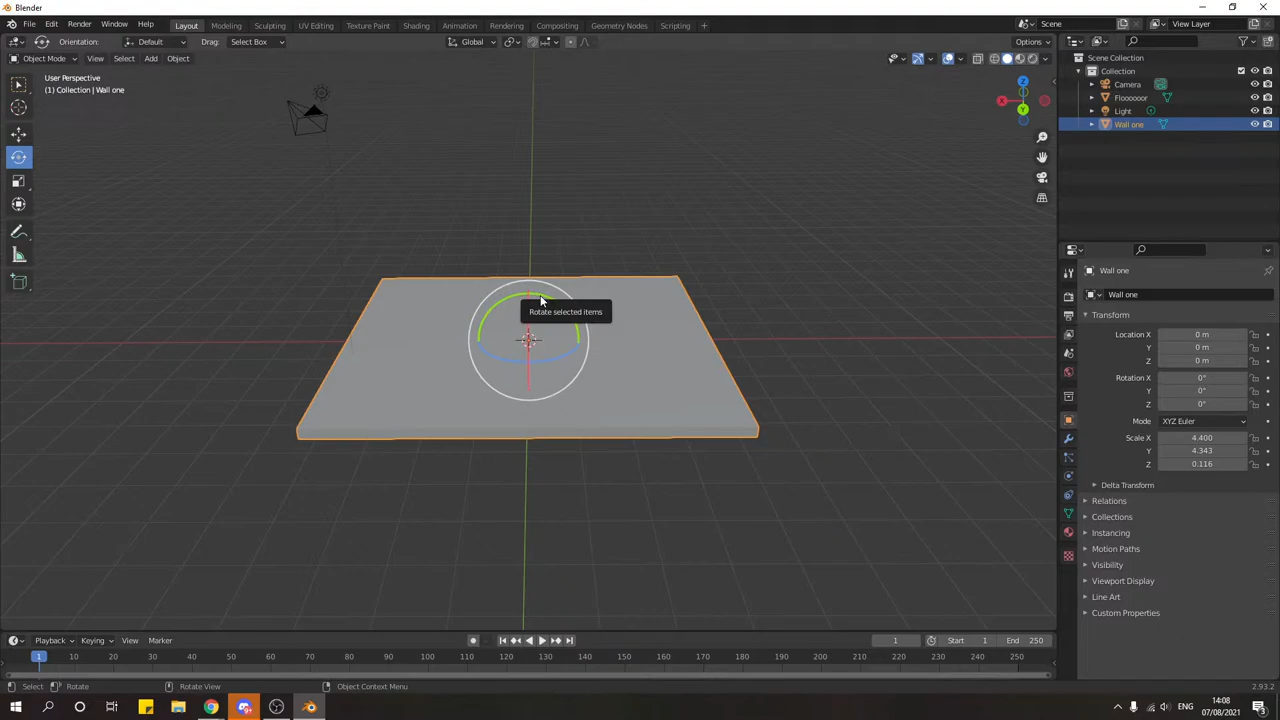 Blender
File Edit Render Window Help Layout Modeling Sculpting UV Editing Texture Paint Shading Animation Rendering Compositing Geometry Nodes Scripting + Scene View Layer
Orientation: Default Drag: Select Box Global Options
Object Mode View Select Add Object
User Perspective
(1) Collection | Wall one
Z
X
Y
Rotate selected items
Scene Collection
Collection
Camera
Floooooor
Light
Wall one
Wall one
Wall one
Transform
Location X 0 m
Y 0 m
Z 0 m
Rotation X 0°
Y 0°
Z 0°
Mode XYZ Euler
Scale X 4.400
Y 4.343
Z 0.116
Delta Transform
Relations
Collections
Instancing
Motion Paths
Visibility
Viewport Display
Line Art
Custom Properties
Playback Keying View Marker 1 Start 1 End 250
1 10 20 30 40 50 60 70 80 90 100 110 120 130 140 150 160 170 180 190 200 210 220 230 240 250
Select Rotate Rotate View Object Context Menu 2.93.2
ENG 14:08
07/08/2021